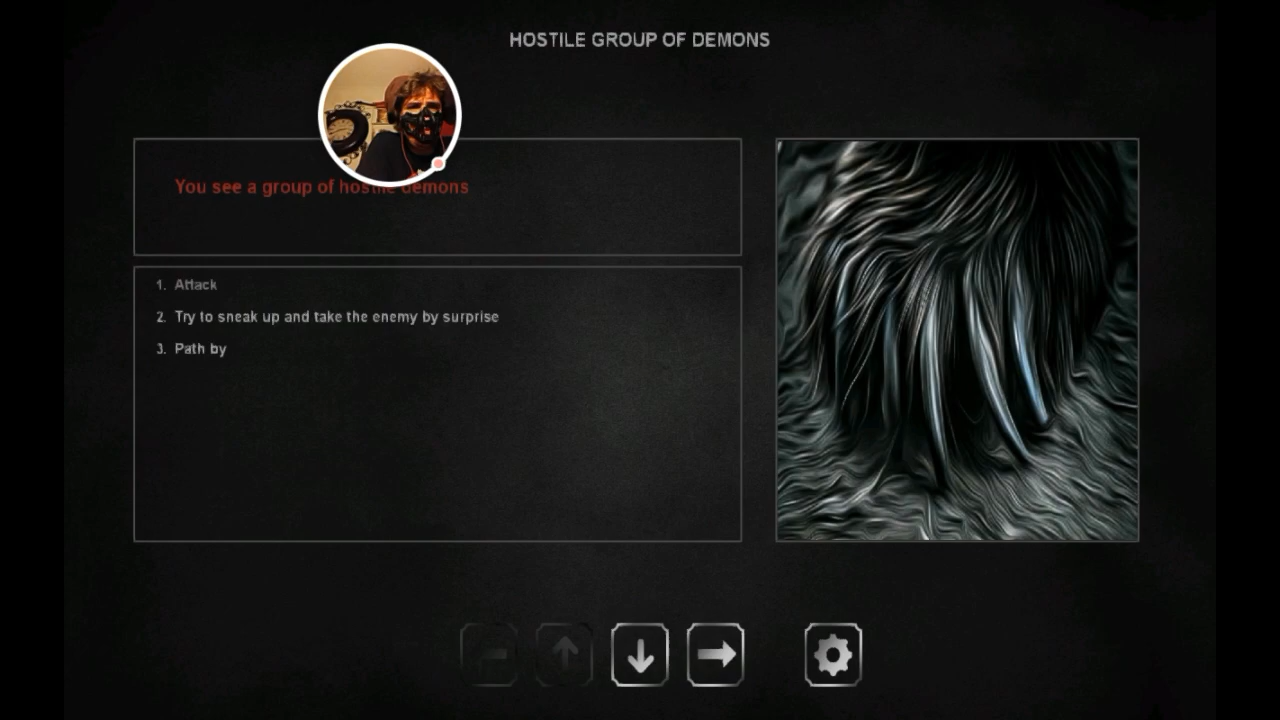 HOSTILE GROUP OF DEMONS
You see a group of hostile demons
1. Attack
2. Try to sneak up and take the enemy by surprise
3. Path by